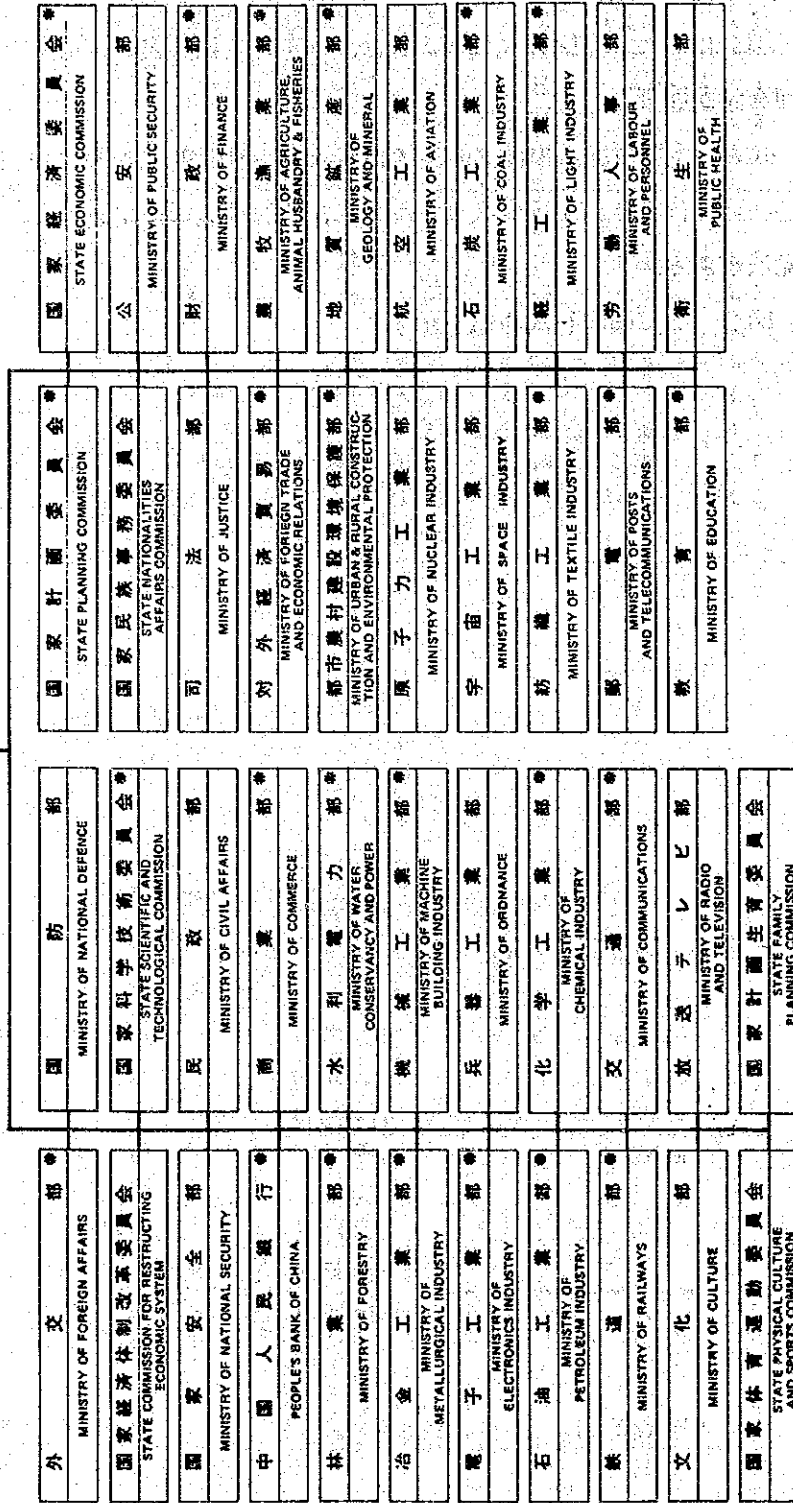 外交部*
MINISTRY OF FOREIGN AFFAIRS
国防部
MINISTRY OF NATIONAL DEFENCE
国家計画委員会*
STATE PLANNING COMMISSION
国家経済委員会*
STATE ECONOMIC COMMISSION
国家経済体制改革委員会
STATE COMMISSION FOR RESTRUCTING
ECONOMIC SYSTEM
国家科学技術委員会*
STATE SCIENTIFIC AND
TECHNOLOGICAL COMMISSION
国家民族事務委員会
STATE NATIONALITIES
AFFAIRS COMMISSION
公安部
MINISTRY OF PUBLIC SECURITY
国家安全部
MINISTRY OF NATIONAL SECURITY
民政部
MINISTRY OF CIVIL AFFAIRS
司法部
MINISTRY OF JUSTICE
財政部*
MINISTRY OF FINANCE
中国人民銀行*
PEOPLE'S BANK OF CHINA
商業部*
MINISTRY OF COMMERCE
対外経済貿易部*
MINISTRY OF FORIEGN TRADE
AND ECONOMIC RELATIONS
農牧漁業部*
MINISTRY OF AGRICULTURE,
ANIMAL HUSBANDRY & FISHERIES
林業部*
MINISTRY OF FORESTRY
水利電力部*
MINISTRY OF WATER
CONSERVANCY AND POWER
都市農村建設環境保護部*
MINISTRY OF URBAN & RURAL CONSTRUC-
TION AND ENVIRONMENTAL PROTECTION
地質鉱産部*
MINISTRY OF
GEOLOGY AND MINERAL
冶金工業部*
MINISTRY OF
METALLURGICAL INDUSTRY
機械工業部*
MINISTRY OF MACHINE
BUILDING INDUSTRY
原子力工業部
MINISTRY OF NUCLEAR INDUSTRY
航空工業部
MINISTRY OF AVIATION
電子工業部*
MINISTRY OF
ELECTRONICS INDUSTRY
兵器工業部
MINISTRY OF ORDNANCE
宇宙工業部
MINISTRY OF SPACE INDUSTRY
石炭工業部*
MINISTRY OF COAL INDUSTRY
石油工業部*
MINISTRY OF
PETROLEUM INDUSTRY
化学工業部*
MINISTRY OF
CHEMICAL INDUSTRY
紡織工業部*
MINISTRY OF TEXTILE INDUSTRY
軽工業部*
MINISTRY OF LIGHT INDUSTRY
鉄道部*
MINISTRY OF RAILWAYS
交通部*
MINISTRY OF COMMUNICATIONS
郵電部*
MINISTRY OF POSTS
AND TELECOMMUNICATIONS
労働人事部
MINISTRY OF LABOUR
AND PERSONNEL
文化部
MINISTRY OF CULTURE
放送テレビ部
MINISTRY OF RADIO
AND TELEVISION
教育部*
MINISTRY OF EDUCATION
衛生部
MINISTRY OF
PUBLIC HEALTH
国家体育運動委員会
STATE PHYSICAL CULTURE
AND SPORTS COMMISSION
国家計画生育委員会
STATE FAMILY
PLANNING COMMISSION